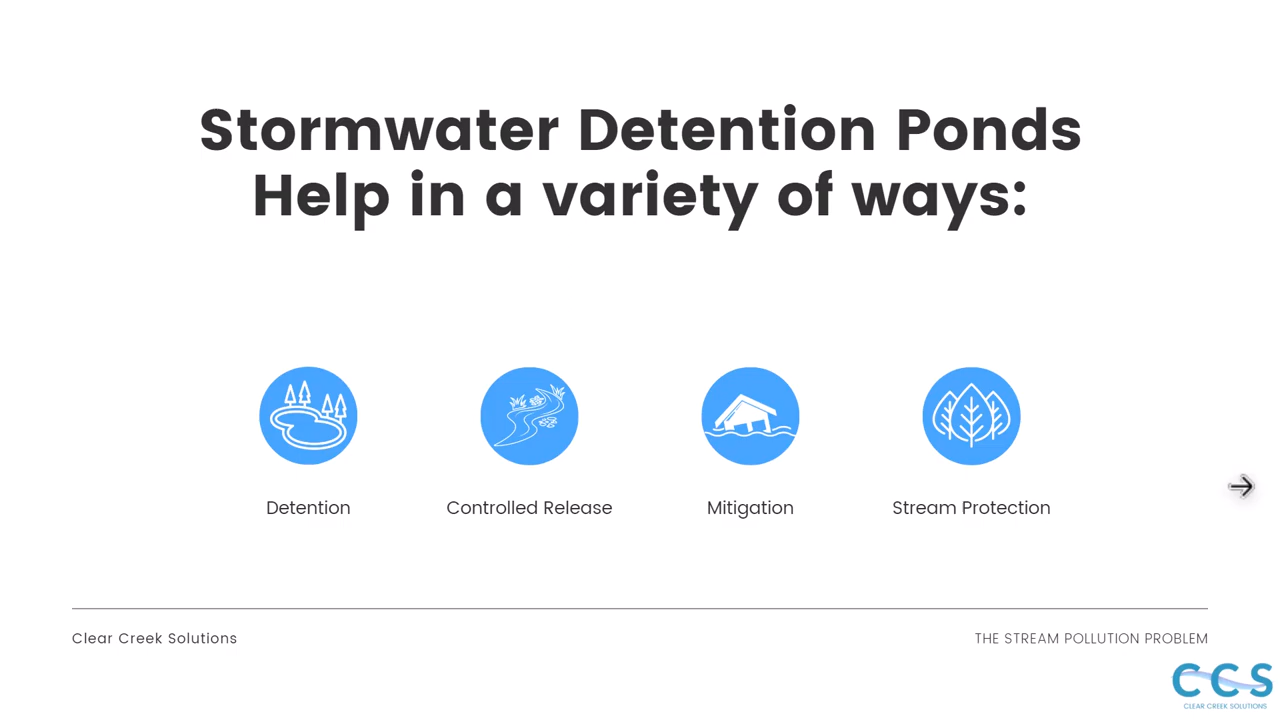 Stormwater Detention Ponds
Help in a variety of ways:
Detention
Controlled Release
Mitigation
Stream Protection
Clear Creek Solutions
THE STREAM POLLUTION PROBLEM
CCS
CLEAR CREEK SOLUTIONS